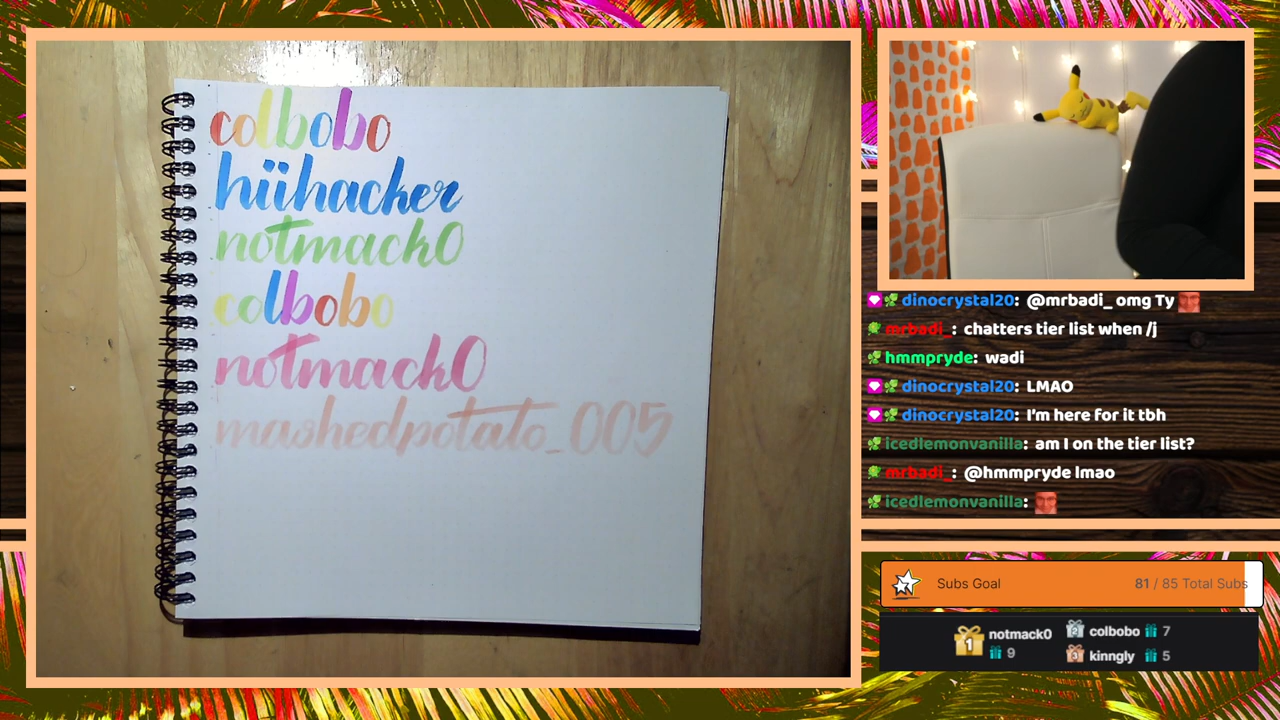 colbobo
hiihacker
notmack0
colbobo
notmack0
mashedpotato_005
dinocrystal20: @mrbadi_ omg Ty
mrbadi_: chatters tier list when /j
hmmpryde: wadi
dinocrystal20: LMAO
dinocrystal20: I'm here for it tbh
icedlemonvanilla: am I on the tier list?
mrbadi_: @hmmpryde lmao
icedlemonvanilla:
Subs Goal 81 / 85 Total Subs
1 notmack0 9
2 colbobo 7
3 kinngly 5